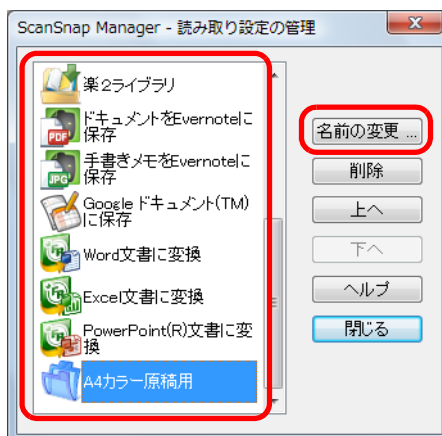 ScanSnap Manager - 読み取り設定の管理
楽2ライブラリ
ドキュメントをEvernoteに
保存
PDF
手書きメモをEvernoteに
保存
JPG
Google ドキュメント(TM)
に保存
Word文書に変換
Excel文書に変換
PowerPoint(R)文書に変
換
A4カラー原稿用
名前の変更 ...
削除
上へ
下へ
ヘルプ
閉じる